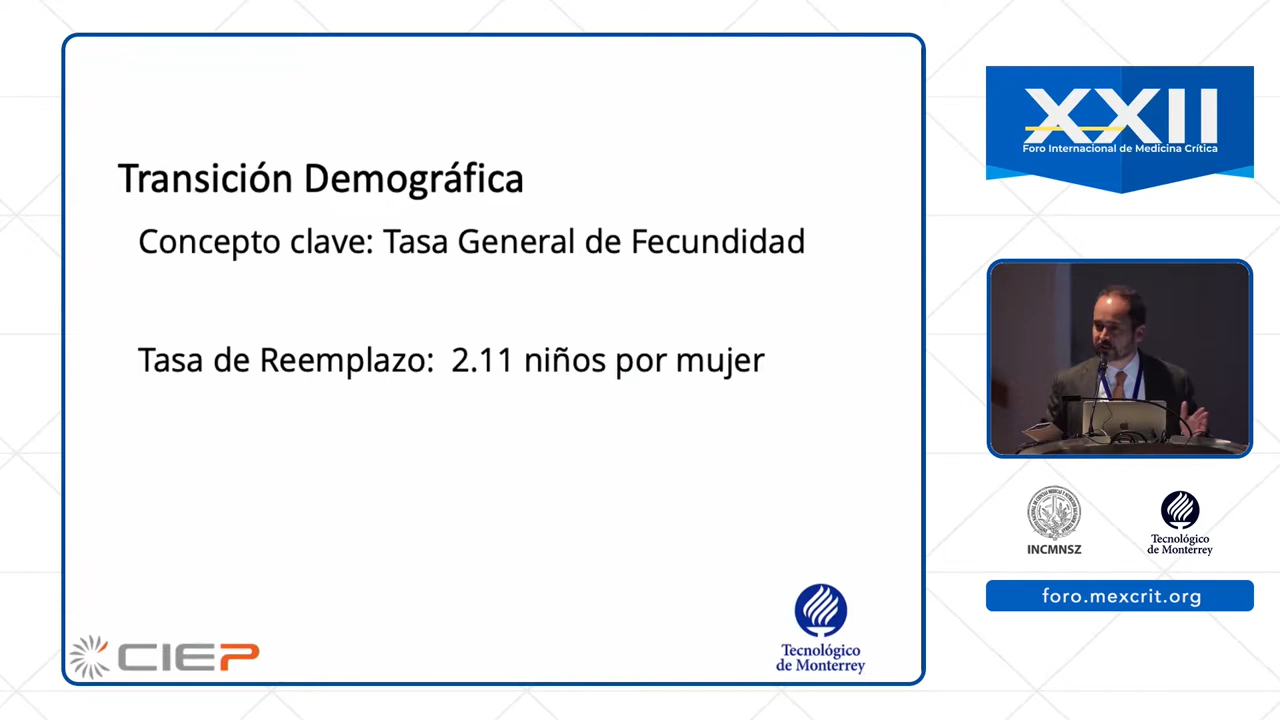 Transición Demográfica
Concepto clave: Tasa General de Fecundidad
Tasa de Reemplazo: 2.11 niños por mujer
CIEP
Tecnológico
de Monterrey
XXII
Foro Internacional de Medicina Crítica
INCMNSZ
Tecnológico
de Monterrey
foro.mexcrit.org